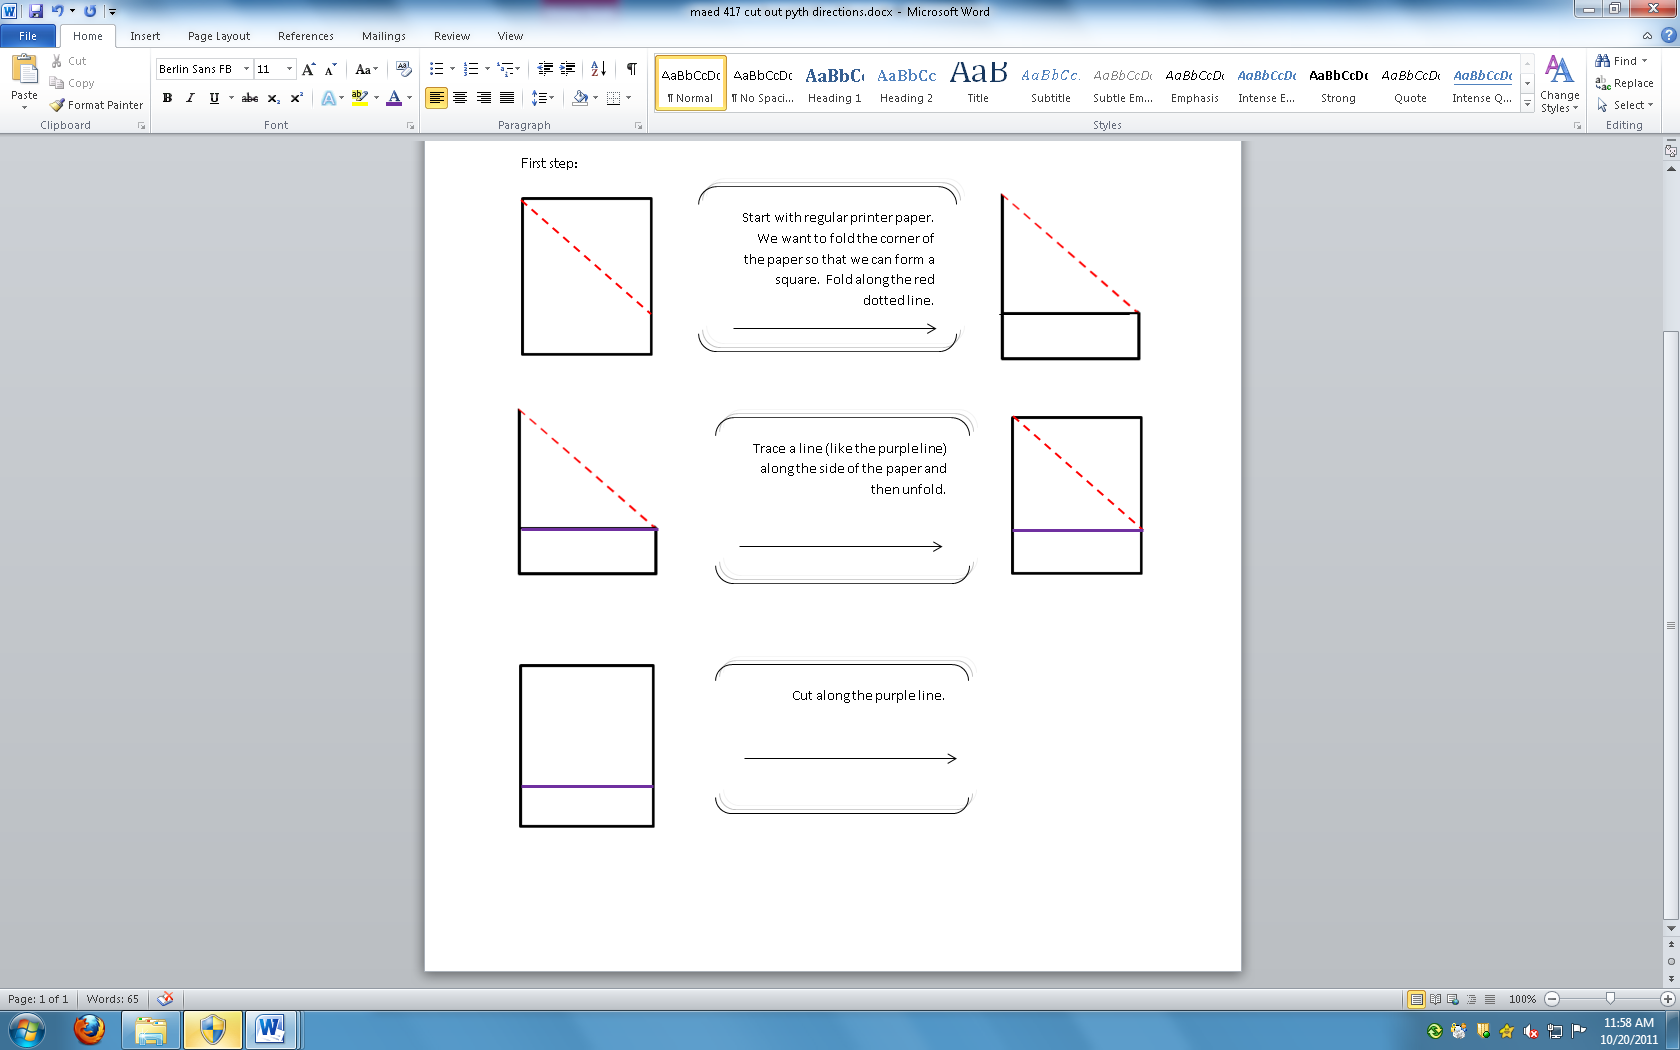 maed 417 cut out pyth directions.docx - Microsoft Word
File Home Insert Page Layout References Mailings Review View
Paste
Cut
Copy
Format Painter
Clipboard
Berlin Sans FB 11
Font
Paragraph
AaBbCcDc AaBbCcDc AaBbC AaBbCc AaB AaBbCc. AaBbCcDc AaBbCcDc AaBbCcDc AaBbCcDc AaBbCcDc AaBbCcDc
¶ Normal ¶ No Spaci... Heading 1 Heading 2 Title Subtitle Subtle Em... Emphasis Intense E... Strong Quote Intense Q...
Change
Styles
Styles
Find
Replace
Select
Editing
First step:
Start with regular printer paper.
We want to fold the corner of
the paper so that we can form a
square. Fold along the red
dotted line.
Trace a line (like the purple line)
along the side of the paper and
then unfold.
Cut along the purple line.
Page: 1 of 1 Words: 65 100%
11:58 AM
10/20/2011